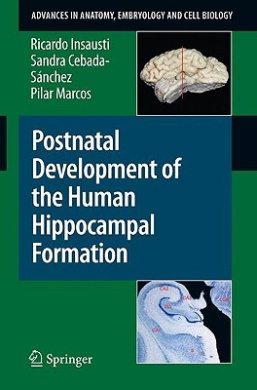 ADVANCES IN ANATOMY, EMBRYOLOGY AND CELL BIOLOGY
Ricardo Insausti
Sandra Cebada-
Sánchez
Pilar Marcos
Postnatal
Development of
the Human
Hippocampal
Formation
Springer